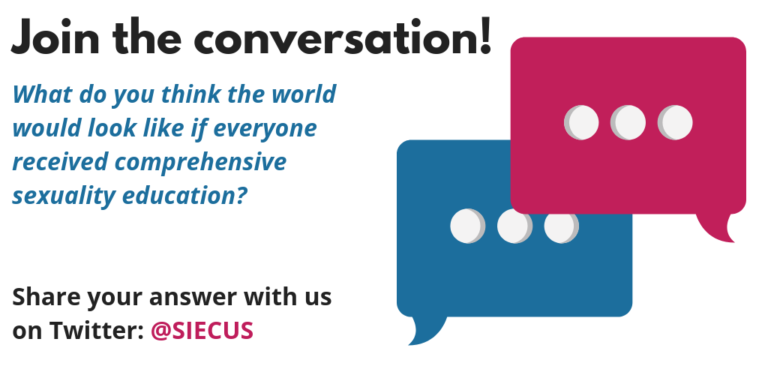 Join the conversation!
What do you think the world
would look like if everyone
received comprehensive
sexuality education?
Share your answer with us
on Twitter: @SIECUS